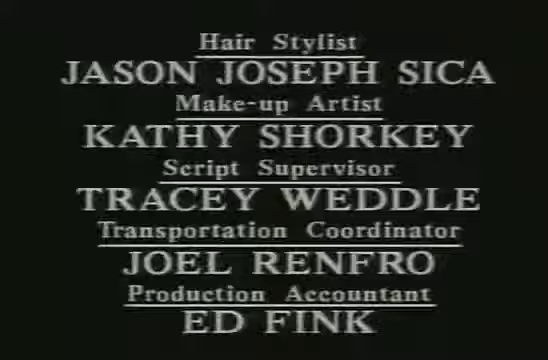 Hair Stylist
JASON JOSEPH SICA
Make-up Artist
KATHY SHORKEY
Script Supervisor
TRACEY WEDDLE
Transportation Coordinator
JOEL RENFRO
Production Accountant
ED FINK